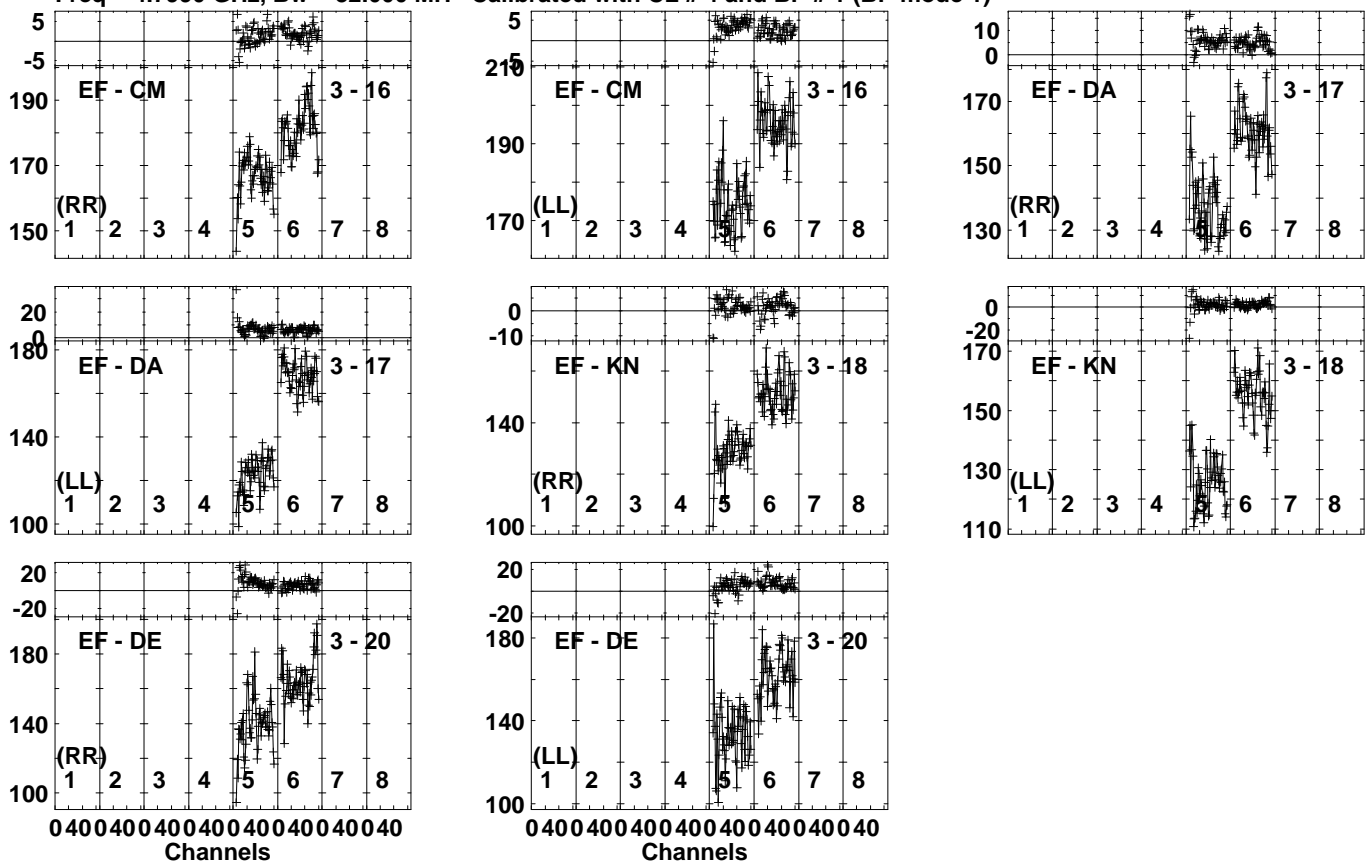 5
-5
190
170
150
EF - CM
3 - 16
(RR)
1 2 3 4 5 6 7 8
5
5
210
190
170
EF - CM
3 - 16
(LL)
1 2 3 4 5 6 7 8
10
0
170
150
130
EF - DA
3 - 17
(RR)
1 2 3 4 5 6 7 8
20
0
180
140
100
EF - DA
3 - 17
(LL)
1 2 3 4 5 6 7 8
0
-10
140
100
EF - KN
3 - 18
(RR)
1 2 3 4 5 6 7 8
0
-20
170
150
130
110
EF - KN
3 - 18
(LL)
1 2 3 4 5 6 7 8
20
-20
180
140
100
EF - DE
3 - 20
(RR)
1 2 3 4 5 6 7 8
20
-20
180
140
100
EF - DE
3 - 20
(LL)
1 2 3 4 5 6 7 8
0 40 0 40 0 40 0 40 0 40 0 40 0 40 0 40
Channels
0 40 0 40 0 40 0 40 0 40 0 40 0 40 0 40
Channels